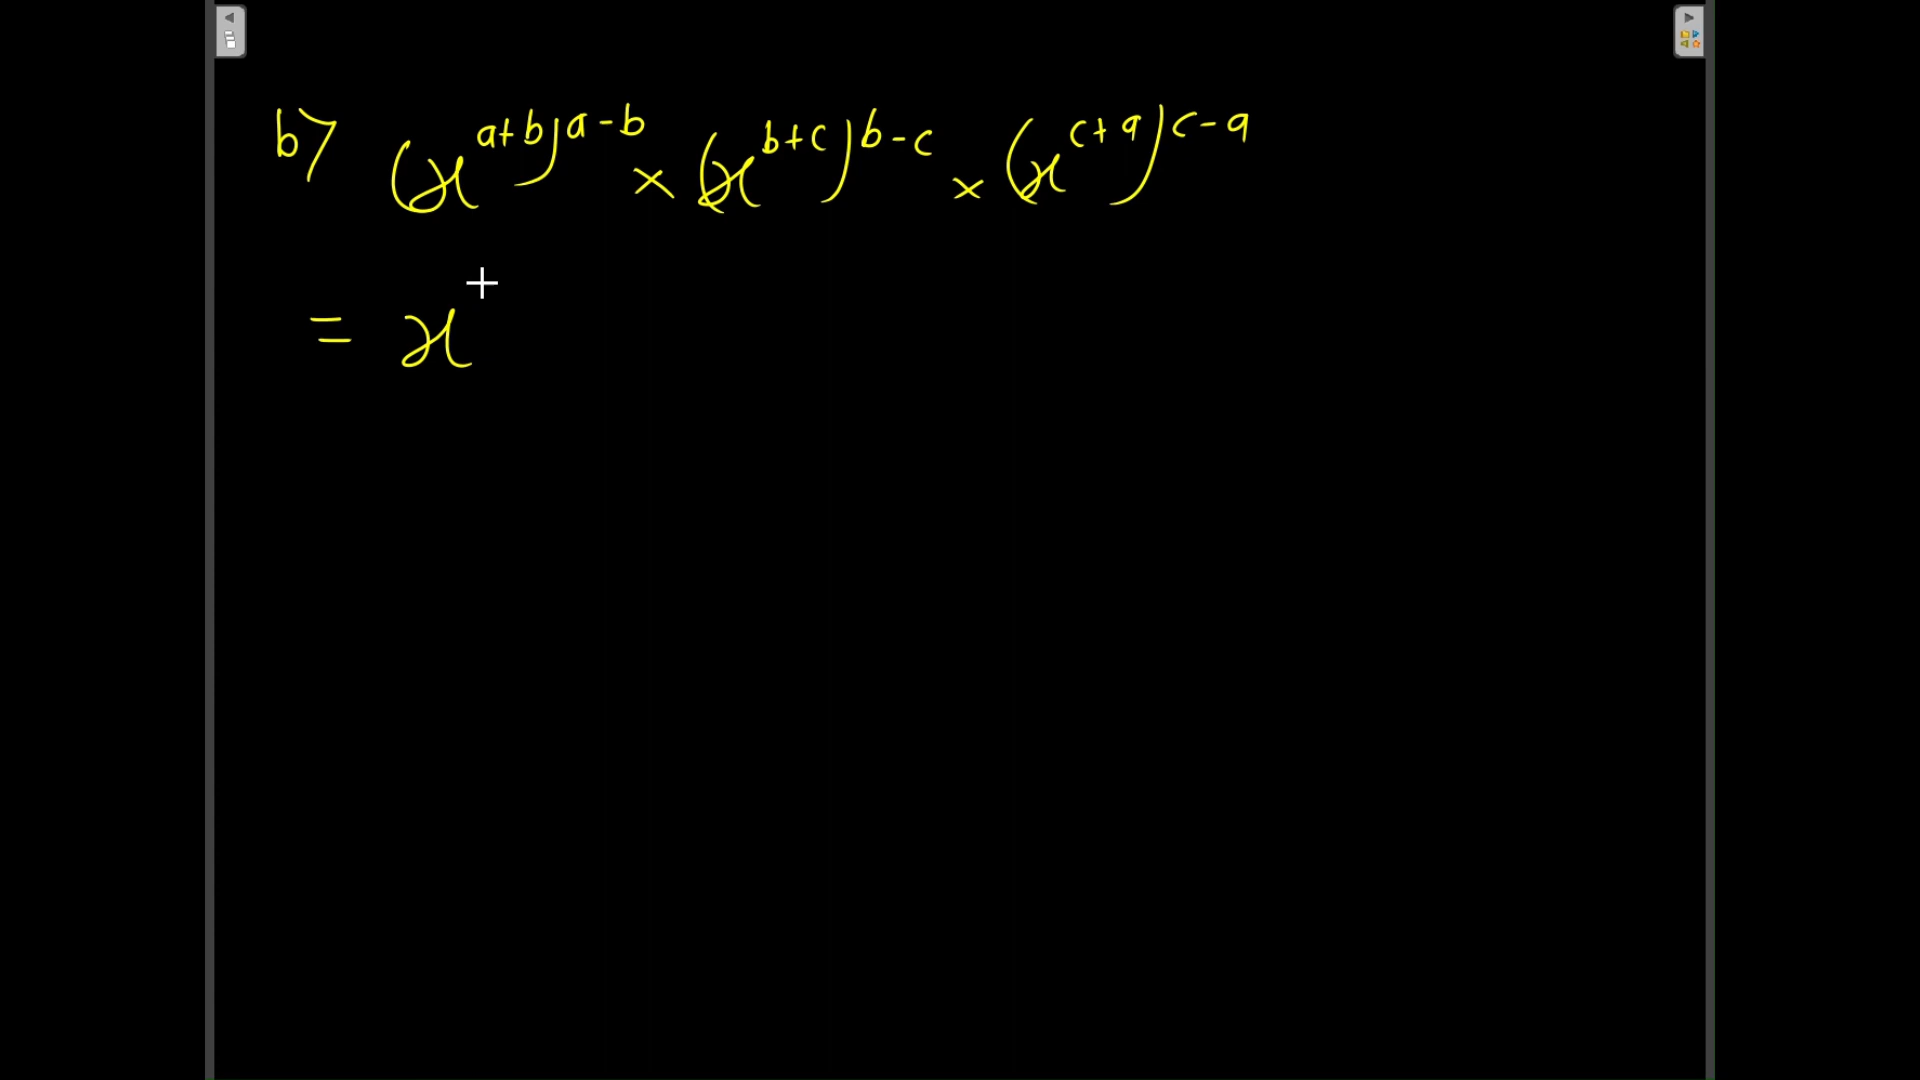 b) (x^{a+b})^{a-b} × (x^{b+c})^{b-c} × (x^{c+a})^{c-a}
= x